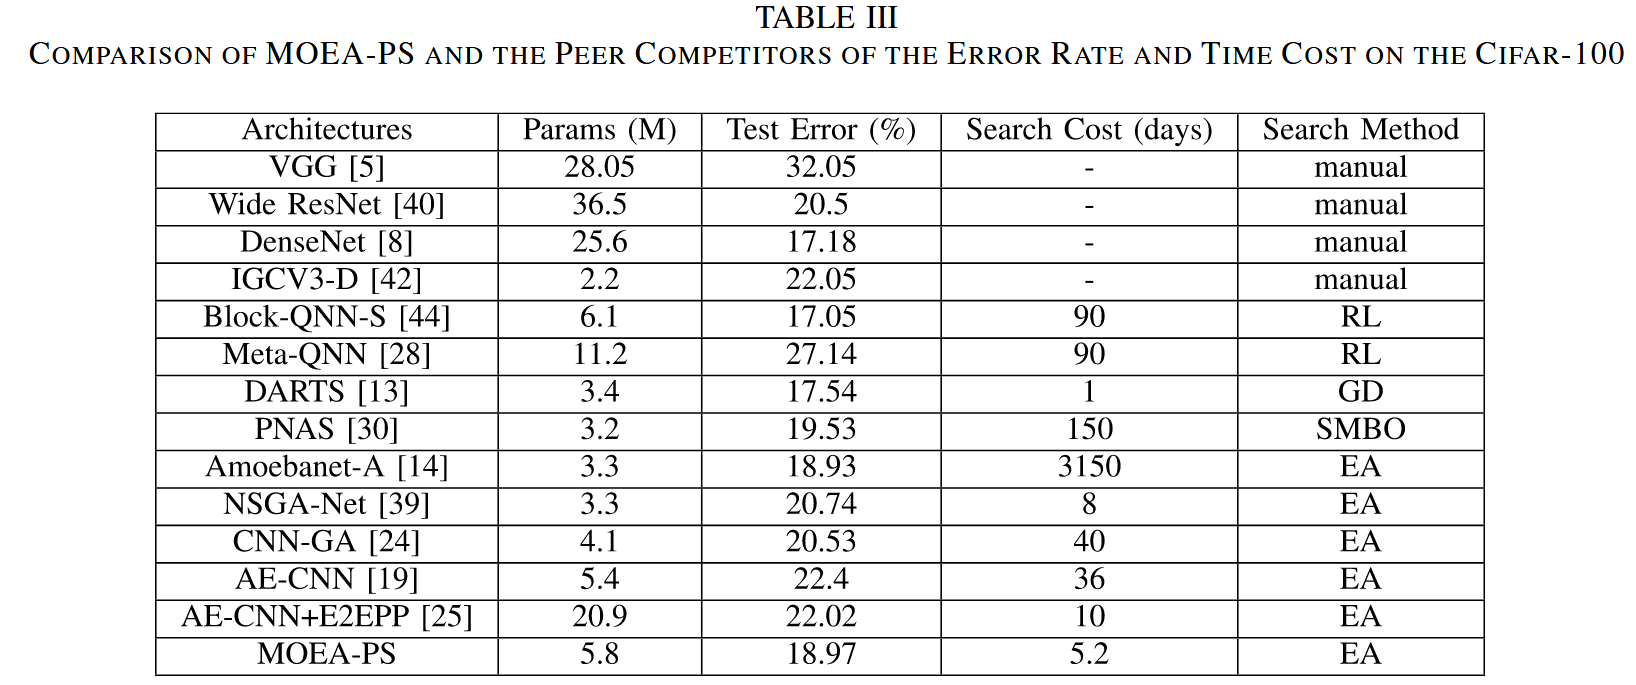 TABLE III
COMPARISON OF MOEA-PS AND THE PEER COMPETITORS OF THE ERROR RATE AND TIME COST ON THE CIFAR-100
Architectures Params (M) Test Error (%) Search Cost (days) Search Method
VGG [5] 28.05 32.05 - manual
Wide ResNet [40] 36.5 20.5 - manual
DenseNet [8] 25.6 17.18 - manual
IGCV3-D [42] 2.2 22.05 - manual
Block-QNN-S [44] 6.1 17.05 90 RL
Meta-QNN [28] 11.2 27.14 90 RL
DARTS [13] 3.4 17.54 1 GD
PNAS [30] 3.2 19.53 150 SMBO
Amoebanet-A [14] 3.3 18.93 3150 EA
NSGA-Net [39] 3.3 20.74 8 EA
CNN-GA [24] 4.1 20.53 40 EA
AE-CNN [19] 5.4 22.4 36 EA
AE-CNN+E2EPP [25] 20.9 22.02 10 EA
MOEA-PS 5.8 18.97 5.2 EA